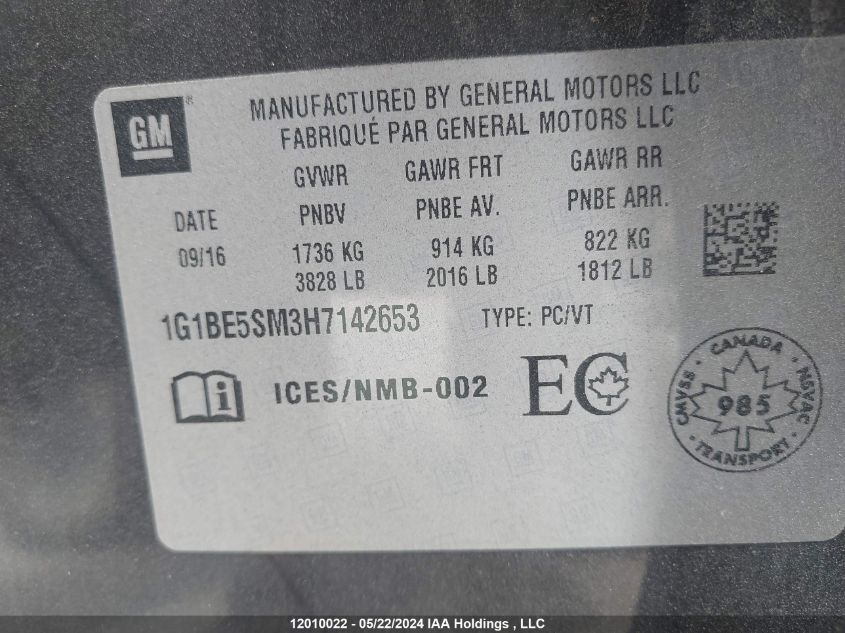 GM
MANUFACTURED BY GENERAL MOTORS LLC
FABRIQUÉ PAR GENERAL MOTORS LLC
GVWR GAWR FRT GAWR RR
DATE PNBV PNBE AV. PNBE ARR.
09/16 1736 KG 914 KG 822 KG
3828 LB 2016 LB 1812 LB
1G1BE5SM3H7142653 TYPE: PC/VT
i ICES/NMB-002 EC
CANADA
CMVSS 985 NSVAC
TRANSPORT
12010022 - 05/22/2024 IAA Holdings , LLC